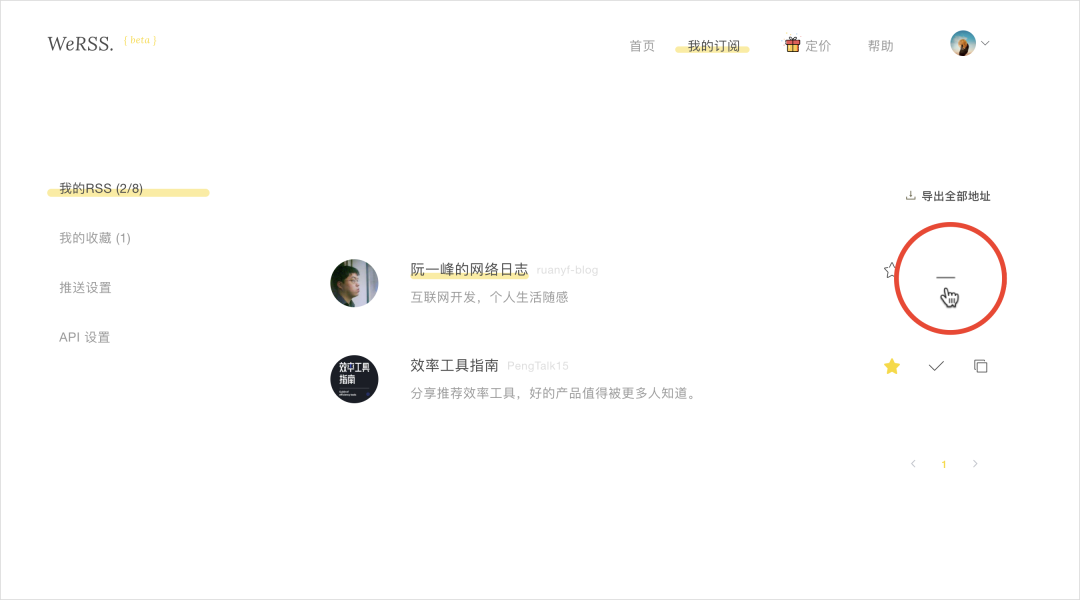 WeRSS. { beta }
首页 我的订阅 定价 帮助
我的RSS (2/8)
导出全部地址
我的收藏 (1)
阮一峰的网络日志 ruanyf-blog
推送设置
互联网开发，个人生活随感
API 设置
效率工具指南 PengTalk15
分享推荐效率工具，好的产品值得被更多人知道。
效率工具
指南
1